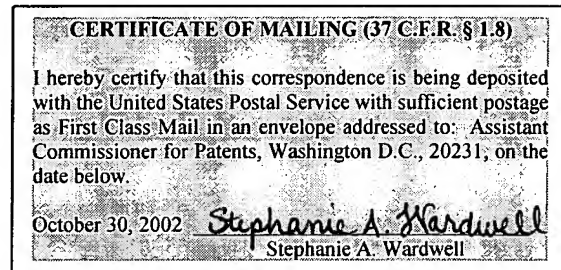 CERTIFICATE OF MAILING (37 C.F.R. § 1.8)
I hereby certify that this correspondence is being deposited
with the United States Postal Service with sufficient postage
as First Class Mail in an envelope addressed to: Assistant
Commissioner for Patents, Washington D.C., 20231, on the
date below.
October 30, 2002 Stephanie A. Wardwell
Stephanie A. Wardwell